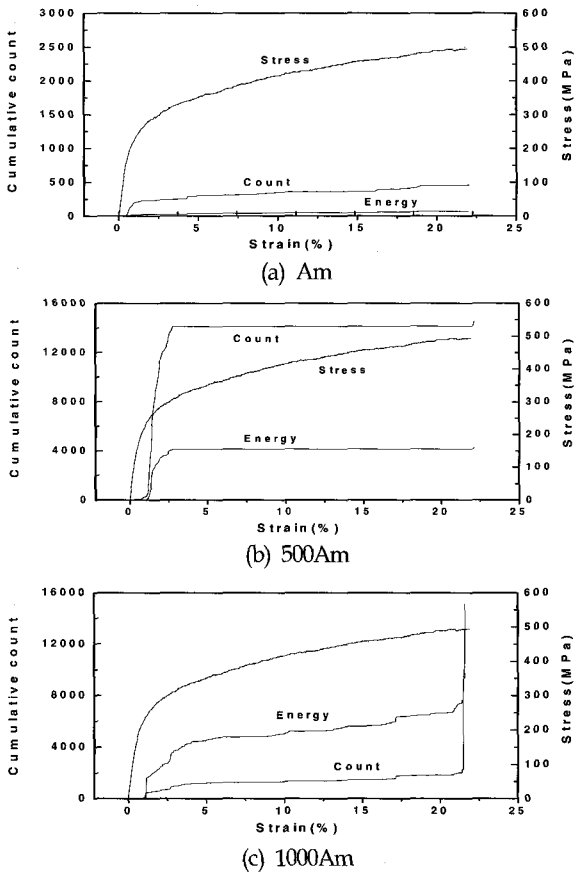 3000
2500
2000
1500
1000
500
0
Cumulative count
600
500
400
300
200
100
0
Stress(MPa)
Stress
Count
Energy
0 5 10 15 20 25
Strain(%)
(a) Am
16000
12000
8000
4000
0
Cumulative count
600
500
400
300
200
100
0
Stress(MPa)
Count
Stress
Energy
0 5 10 15 20 25
Strain(%)
(b) 500Am
16000
12000
8000
4000
0
Cumulative count
600
500
400
300
200
100
0
Stress(MPa)
Energy
Count
0 5 10 15 20 25
Strain(%)
(c) 1000Am